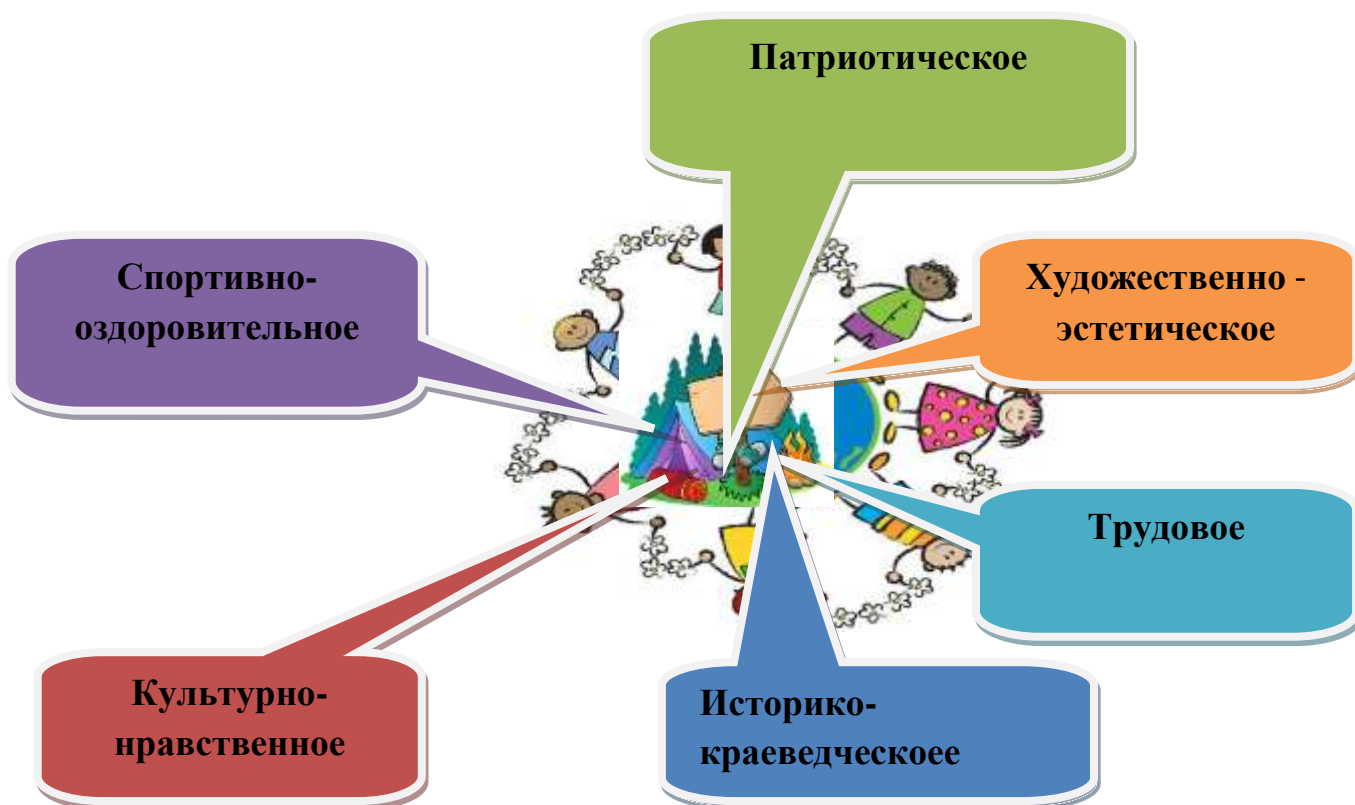 Патриотическое
Спортивно-
оздоровительное
Художественно -
эстетическое
Трудовое
Культурно-
нравственное
Историко-
краеведческоее